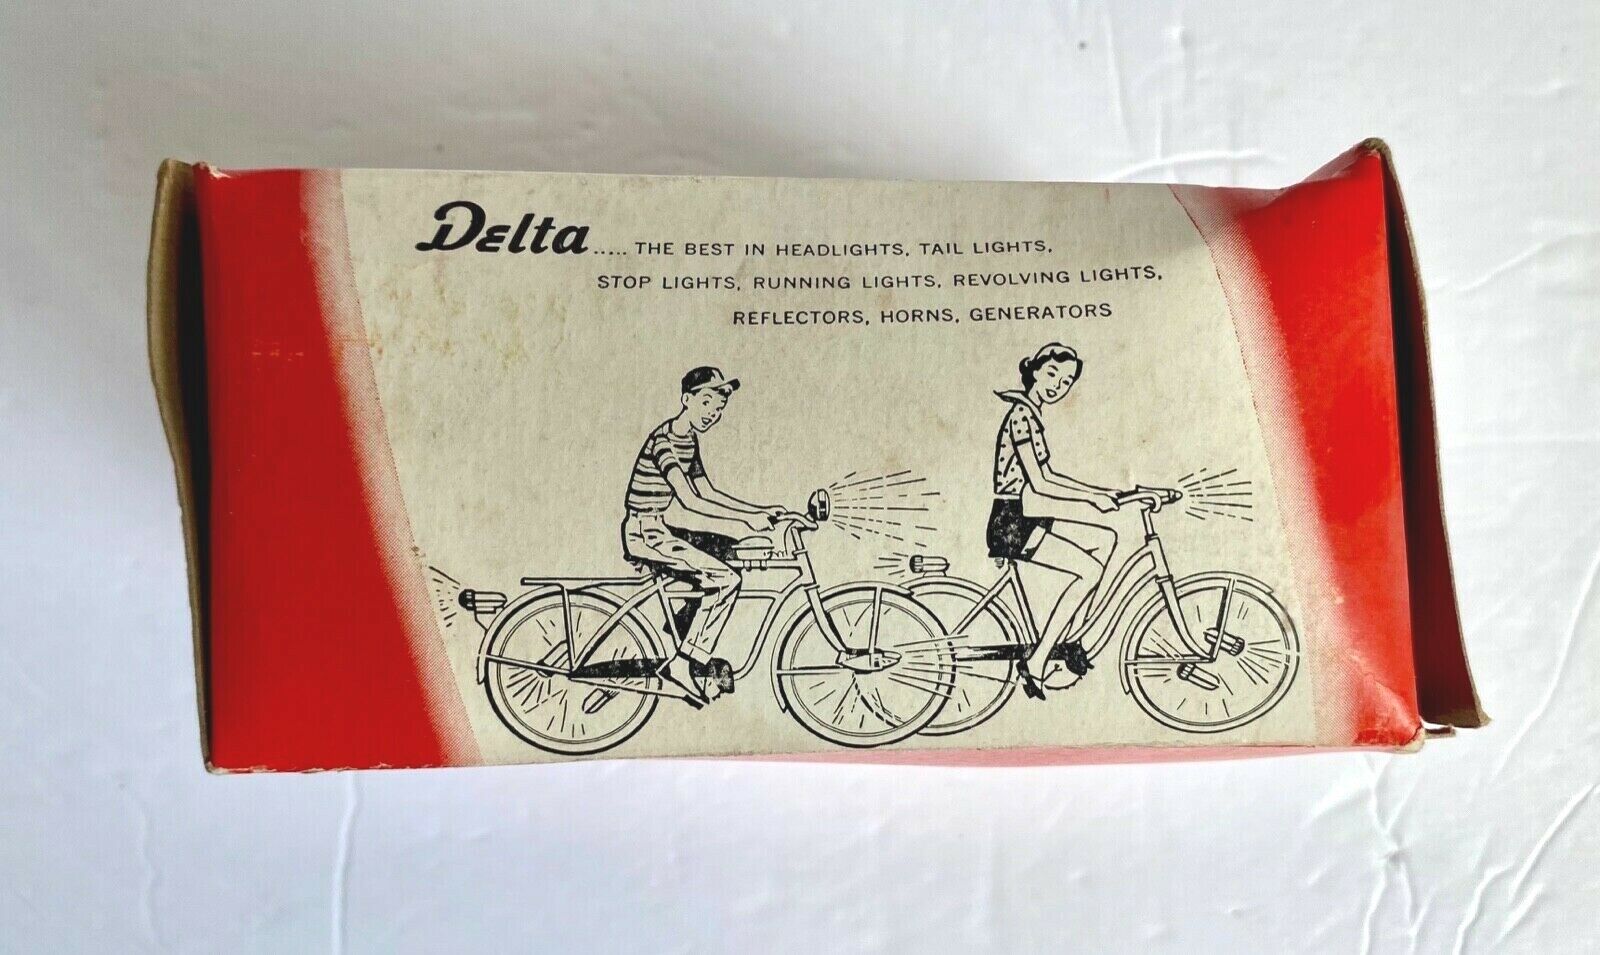 Delta ..... THE BEST IN HEADLIGHTS, TAIL LIGHTS,
STOP LIGHTS, RUNNING LIGHTS, REVOLVING LIGHTS,
REFLECTORS, HORNS, GENERATORS